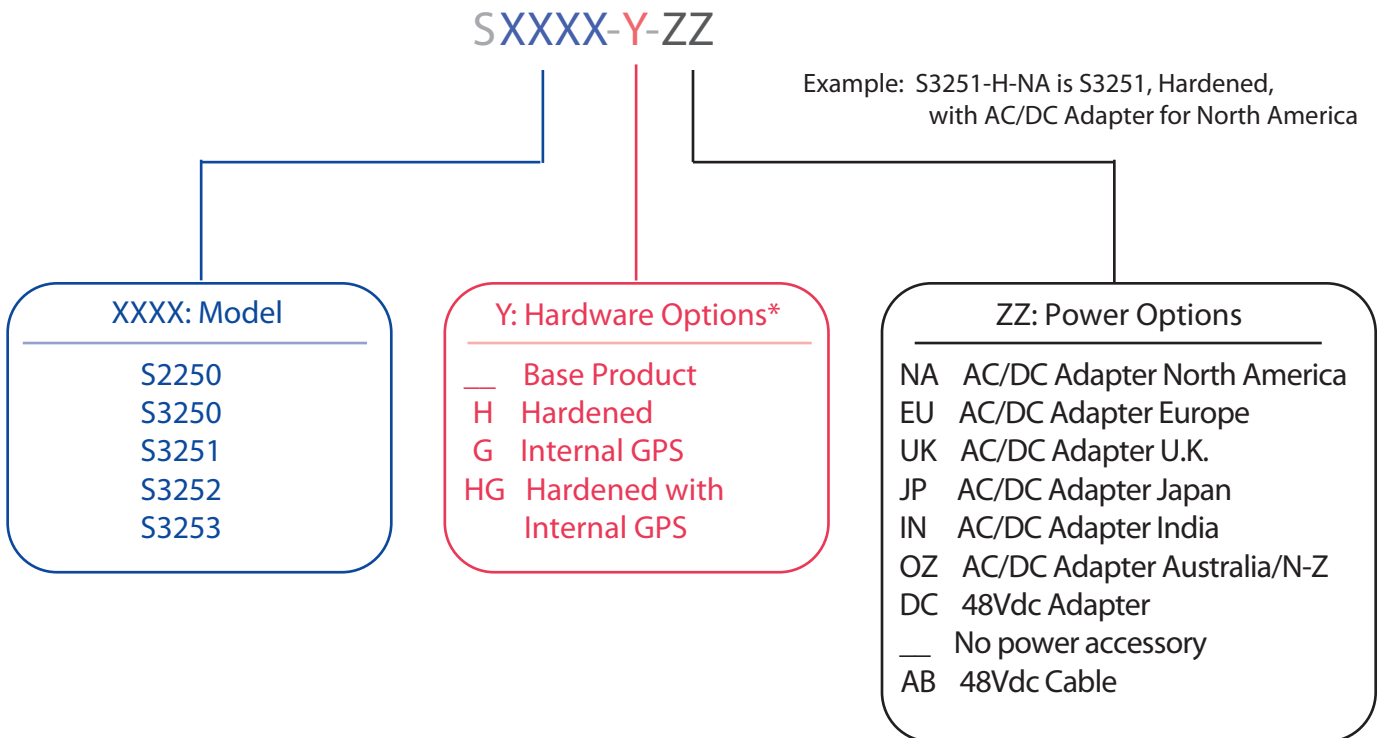 SXXXX-Y-ZZ
Example: S3251-H-NA is S3251, Hardened,
with AC/DC Adapter for North America
XXXX: Model
S2250
S3250
S3251
S3252
S3253
Y: Hardware Options*
__ Base Product
H Hardened
G Internal GPS
HG Hardened with
Internal GPS
ZZ: Power Options
NA AC/DC Adapter North America
EU AC/DC Adapter Europe
UK AC/DC Adapter U.K.
JP AC/DC Adapter Japan
IN AC/DC Adapter India
OZ AC/DC Adapter Australia/N-Z
DC 48Vdc Adapter
__ No power accessory
AB 48Vdc Cable